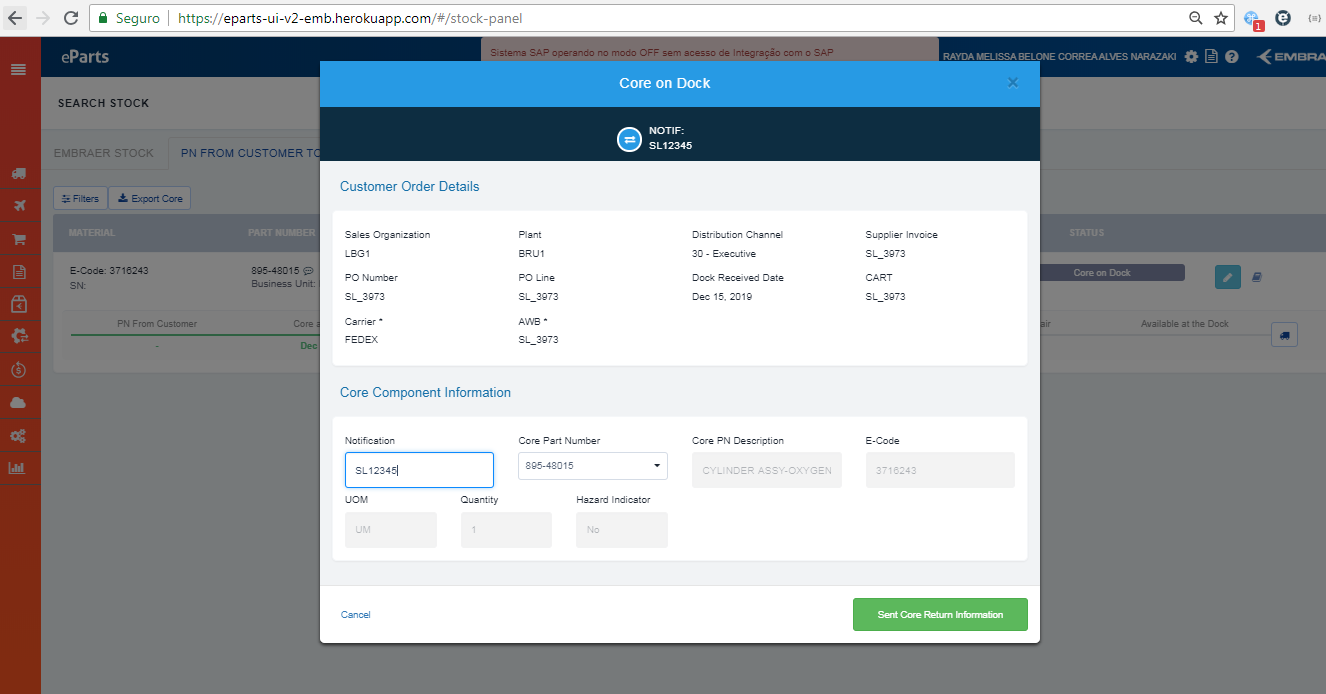 Seguro https://eparts-ui-v2-emb.herokuapp.com/#/stock-panel
1
eParts
Sistema SAP operando no modo OFF sem acesso de Integração com o SAP
RAYDA MELISSA BELONE CORREA ALVES NARAZAKI
EMBRA
SEARCH STOCK
EMBRAER STOCK
PN FROM CUSTOMER TO
Filters
Export Core
MATERIAL
PART NUMBER
STATUS
E-Code: 3716243
SN:
895-48015
Business Unit:
Core on Dock
PN From Customer
-
Core a
Dec
air
Available at the Dock
Core on Dock
×
NOTIF:
SL12345
Customer Order Details
Sales Organization Plant Distribution Channel Supplier Invoice
LBG1 BRU1 30 - Executive SL_3973
PO Number PO Line Dock Received Date CART
SL_3973 SL_3973 Dec 15, 2019 SL_3973
Carrier * AWB *
FEDEX SL_3973
Core Component Information
Notification Core Part Number Core PN Description E-Code
SL12345 895-48015 CYLINDER ASSY-OXYGEN 3716243
UOM Quantity Hazard Indicator
UM 1 No
Cancel
Sent Core Return Information